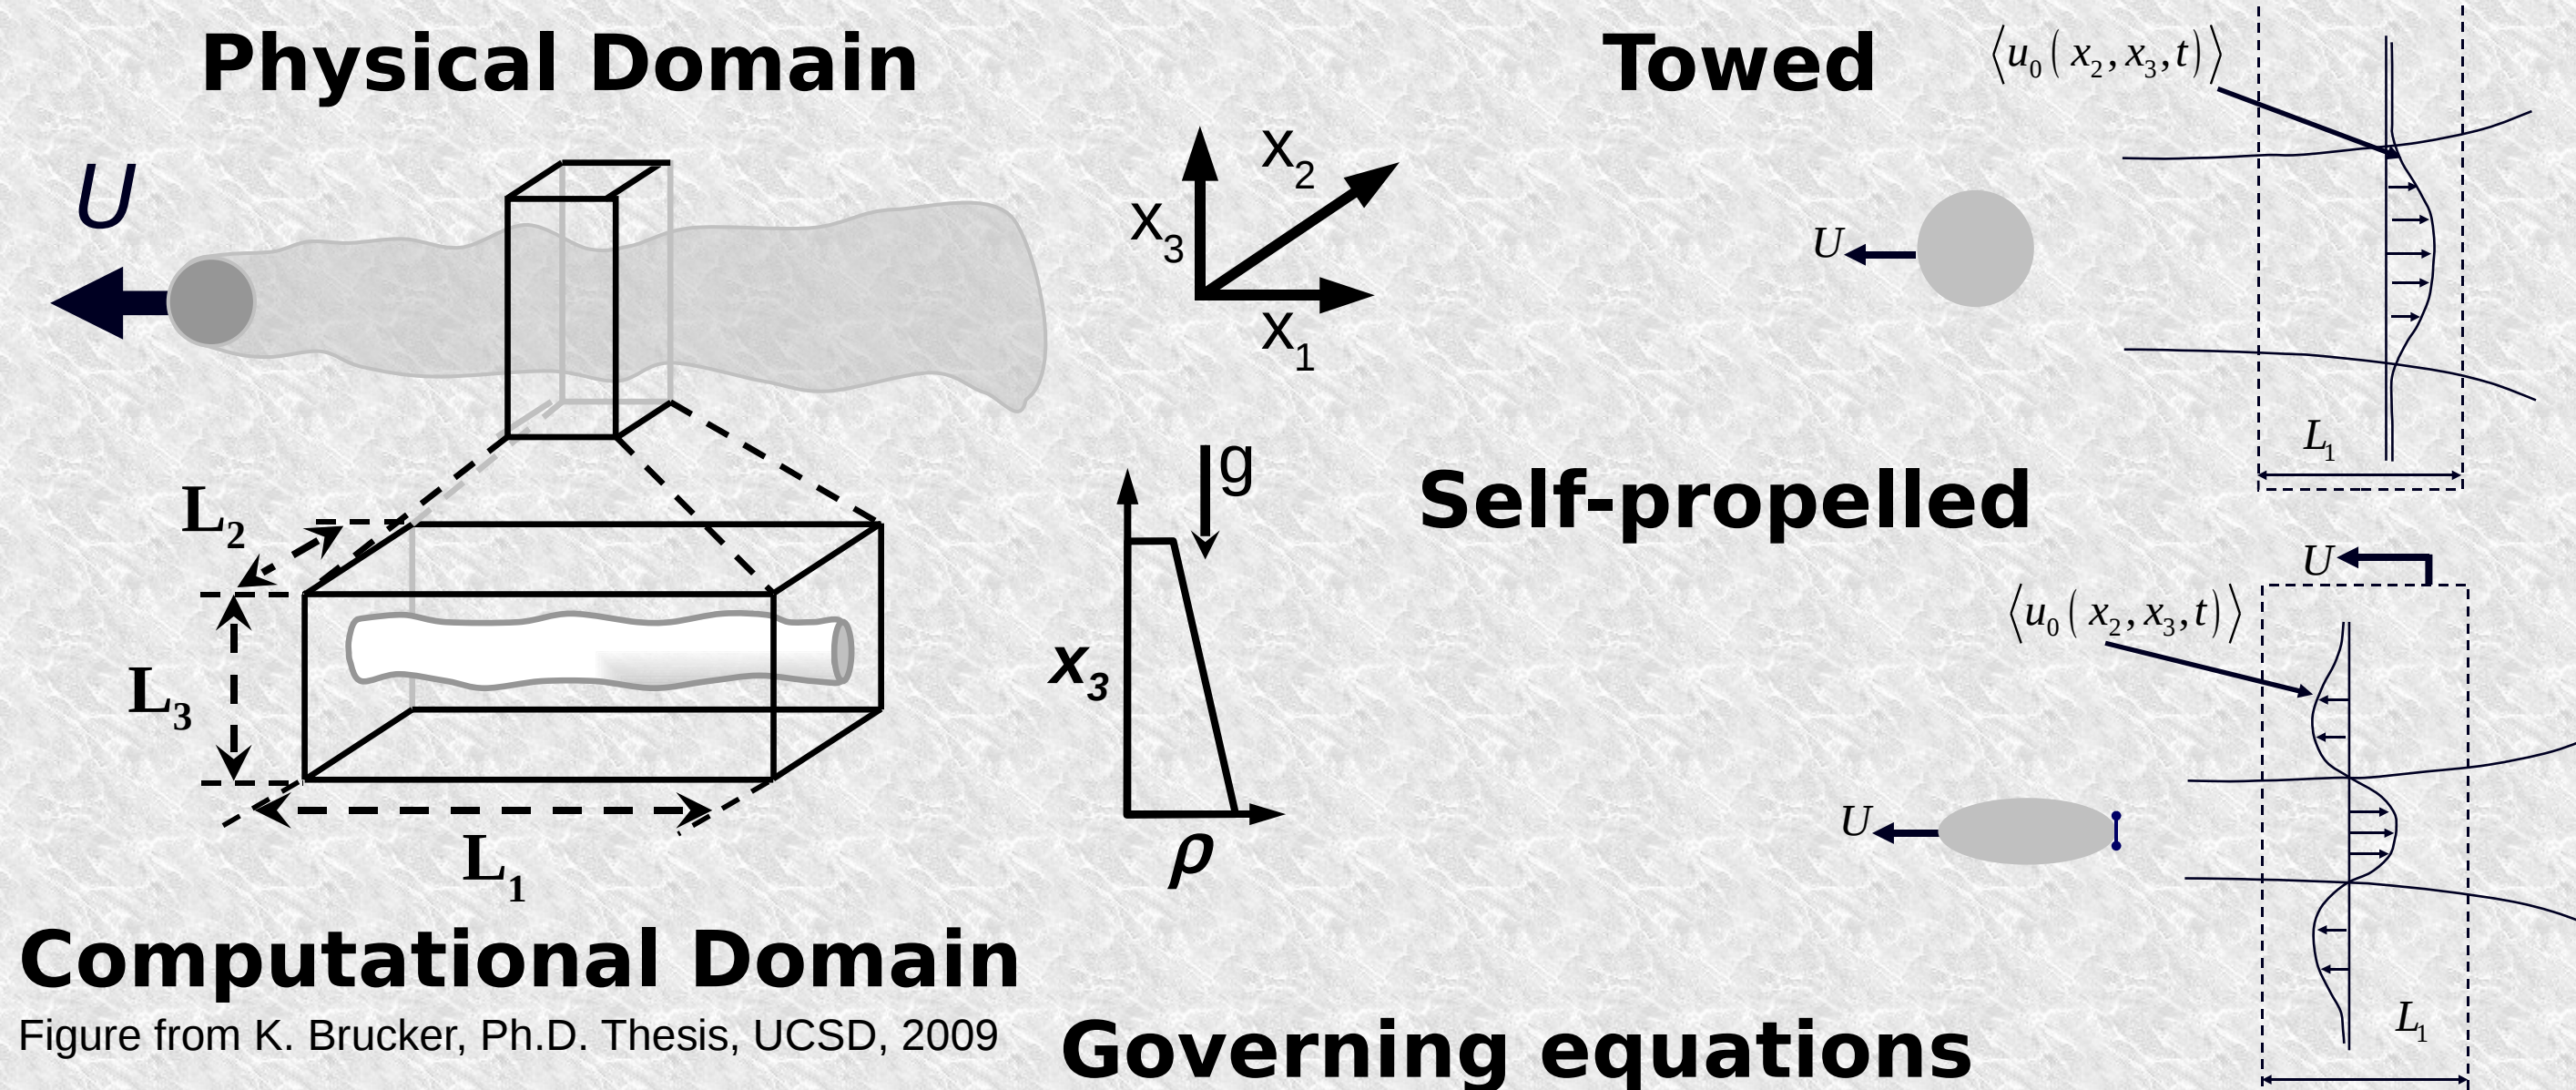 Physical Domain
U
x3
x2
x1
L2
L3
L1
g
x3
ρ
Computational Domain
Figure from K. Brucker, Ph.D. Thesis, UCSD, 2009
Towed
⟨u0( x2,x3,t)⟩
U
L1
Self-propelled
U
⟨u0( x2,x3,t)⟩
U
L1
Governing equations